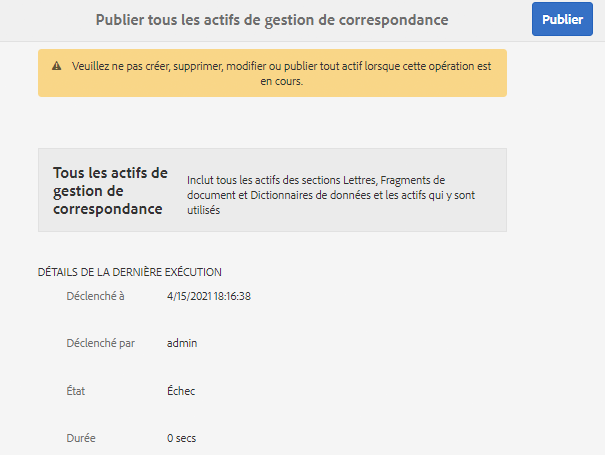 Publier tous les actifs de gestion de correspondance
Publier
Veuillez ne pas créer, supprimer, modifier ou publier tout actif lorsque cette opération est
en cours.
Tous les actifs de
gestion de
correspondance
Inclut tous les actifs des sections Lettres, Fragments de
document et Dictionnaires de données et les actifs qui y sont
utilisés
DÉTAILS DE LA DERNIÈRE EXÉCUTION
Déclenché à 4/15/2021 18:16:38
Déclenché par admin
État Échec
Durée 0 secs